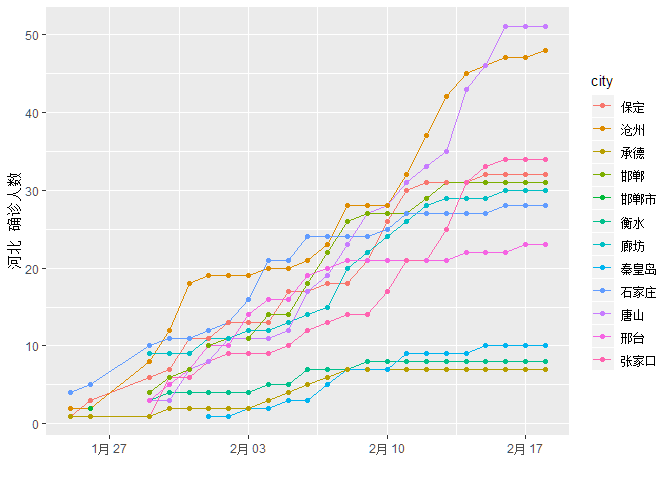 50
40
30
20
10
0
河北 确诊人数
1月 27
2月 03
2月 10
2月 17
city
保定
沧州
承德
邯郸
邯郸市
衡水
廊坊
秦皇岛
石家庄
唐山
邢台
张家口